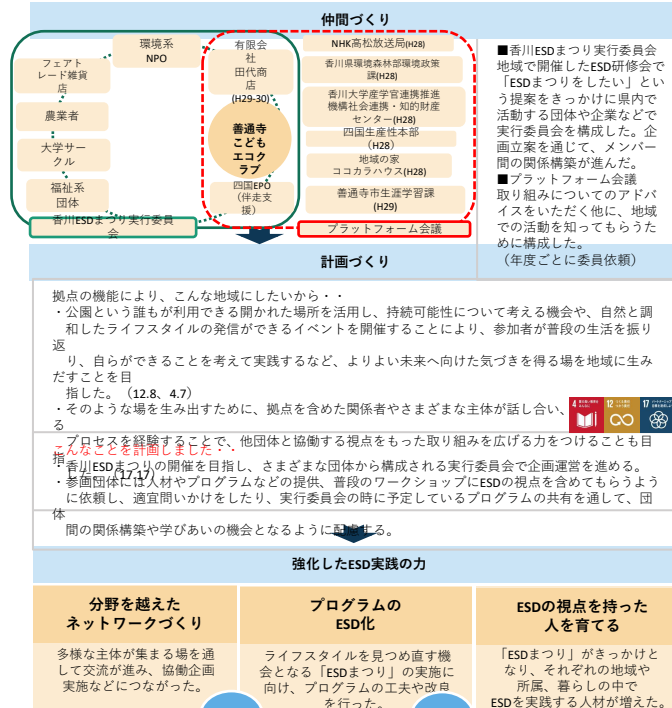 仲間づくり
環境系
NPO
フェアト
レード雑貨
店
農業者
大学サー
クル
福祉系
団体
香川ESDまつり実行委員
会
有限会
社
田代商
店
(H29-30)
善通寺
こども
エコク
ラブ
四国EPO
（伴走支
援）
NHK高松放送局(H28)
香川県環境森林部環境政策
課(H28)
香川大学産学官連携推進
機構社会連携・知的財産
センター(H28)
四国生産性本部
（H28）
地域の家
ココカラハウス(H28)
善通寺市生涯学習課
(H29)
プラットフォーム会議
■香川ESDまつり実行委員会
地域で開催したESD研修会で
「ESDまつりをしたい」とい
う提案をきっかけに県内で
活動する団体や企業などで
実行委員会を構成した。企
画立案を通じて、メンバー
間の関係構築が進んだ。
■プラットフォーム会議
取り組みについてのアドバ
イスをいただく他に、地域
での活動を知ってもらうた
めに構成した。
（年度ごとに委員依頼）
計画づくり
拠点の機能により、こんな地域にしたいから・・
・公園という誰もが利用できる開かれた場所を活用し、持続可能性について考える機会や、自然と調
和したライフスタイルの発信ができるイベントを開催することにより、参加者が普段の生活を振り
返
り、自らができることを考えて実践するなど、よりよい未来へ向けた気づきを得る場を地域に生み
だすことを目
指した。（12.8、4.7）
・そのような場を生み出すために、拠点を含めた関係者やさまざまな主体が話し合い、
る
プロセスを経験することで、他団体と協働する視点をもった取り組みを広げる力をつけることも目
指
した。（17.17）
4
12
17
こんなことを計画しました・・
・香川ESDまつりの開催を目指し、さまざまな団体から構成される実行委員会で企画運営を進める。
・参画団体には人材やプログラムなどの提供、普段のワークショップにESDの視点を含めてもらうよう
に依頼し、適宜問いかけをしたり、実行委員会の時に予定しているプログラムの共有を通して、団
体
間の関係構築や学びあいの機会となるように配慮する。
強化したESD実践の力
分野を越えた
ネットワークづくり
多様な主体が集まる場を通
して交流が進み、協働企画
実施などにつながった。
プログラムの
ESD化
ライフスタイルを見つめ直す機
会となる「ESDまつり」の実施に
向け、プログラムの工夫や改良
を行った。
ESDの視点を持った
人を育てる
「ESDまつり」がきっかけと
なり、それぞれの地域や
所属、暮らしの中で
ESDを実践する人材が増えた。